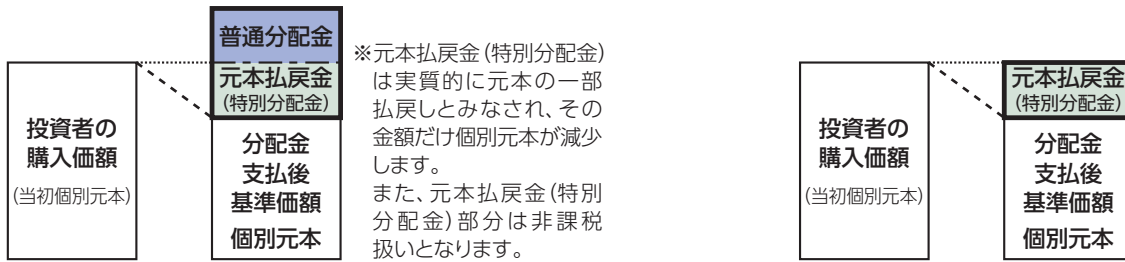 普通分配金
元本払戻金
(特別分配金)
投資者の
購入価額
(当初個別元本)
分配金
支払後
基準価額
個別元本
※元本払戻金(特別分配金)
は実質的に元本の一部
払戻しとみなされ、その
金額だけ個別元本が減少
します。
また、元本払戻金(特別
分配金)部分は非課税
扱いとなります。
投資者の
購入価額
(当初個別元本)
元本払戻金
(特別分配金)
分配金
支払後
基準価額
個別元本